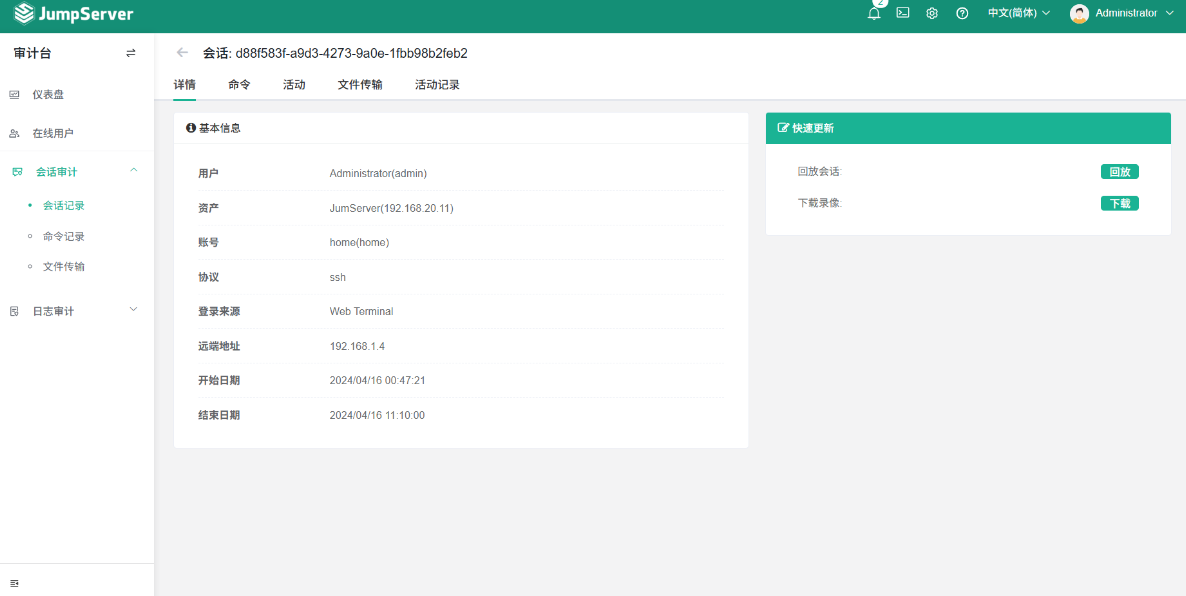 JumpServer
2
中文(简体)
Administrator
审计台
会话: d88f583f-a9d3-4273-9a0e-1fbb98b2feb2
详情
命令
活动
文件传输
活动记录
仪表盘
在线用户
会话审计
会话记录
命令记录
文件传输
日志审计
基本信息
用户 Administrator(admin)
资产 JumServer(192.168.20.11)
账号 home(home)
协议 ssh
登录来源 Web Terminal
远端地址 192.168.1.4
开始日期 2024/04/16 00:47:21
结束日期 2024/04/16 11:10:00
快速更新
回放会话: 回放
下载录像: 下载